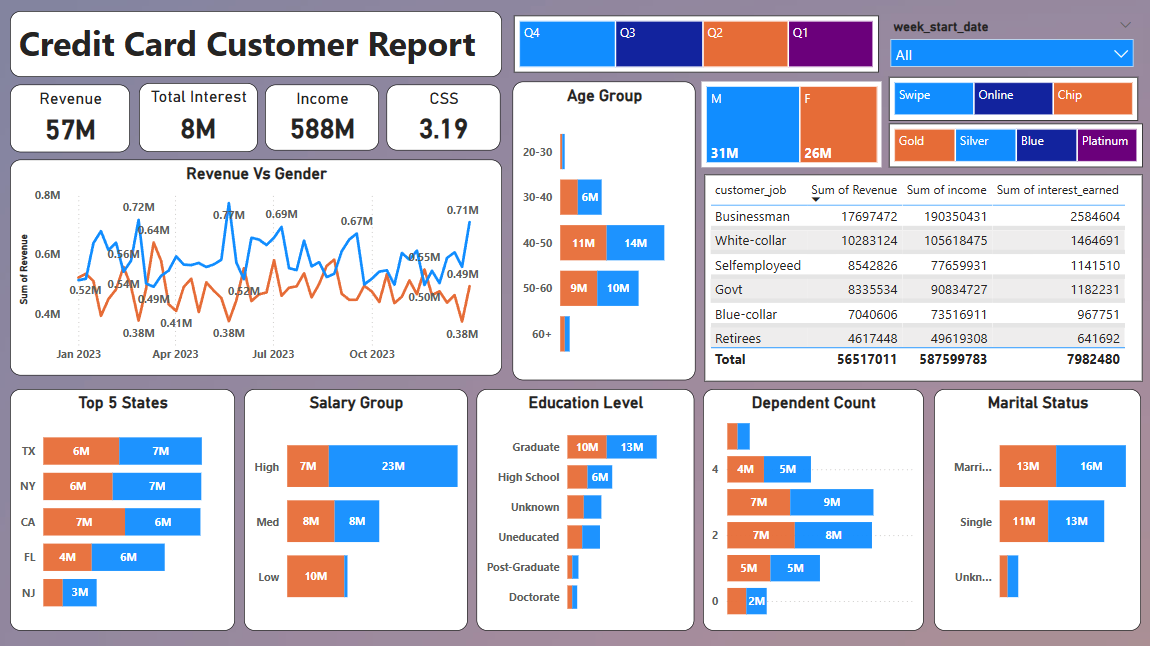 Credit Card Customer Report
Q4 Q3 Q2 Q1
week_start_date
All
Revenue
57M
Total Interest
8M
Income
588M
CSS
3.19
Swipe Online Chip
Gold Silver Blue Platinum
M F
31M 26M
Revenue Vs Gender
Sum of Revenue
0.8M
0.6M
0.4M
0.52M
0.72M
0.56M
0.54M
0.38M
0.64M
0.49M
0.41M
0.77M
0.38M
0.52M
0.69M
0.67M
0.55M
0.50M
0.71M
0.49M
0.38M
Jan 2023 Apr 2023 Jul 2023 Oct 2023
Age Group
20-30
30-40 6M
40-50 11M 14M
50-60 9M 10M
60+
customer_job Sum of Revenue Sum of income Sum of interest_earned
Businessman 17697472 190350431 2584604
White-collar 10283124 105618475 1464691
Selfemployeed 8542826 77659931 1141510
Govt 8335534 90834727 1182231
Blue-collar 7040606 73516911 967751
Retirees 4617448 49619308 641692
Total 56517011 587599783 7982480
Top 5 States
TX 6M 7M
NY 6M 7M
CA 7M 6M
FL 4M 6M
NJ 3M
Salary Group
High 7M 23M
Med 8M 8M
Low 10M
Education Level
Graduate 10M 13M
High School 6M
Unknown
Uneducated
Post-Graduate
Doctorate
Dependent Count
4 4M 5M
7M 9M
2 7M 8M
5M 5M
0 2M
Marital Status
Marri... 13M 16M
Single 11M 13M
Unkn...